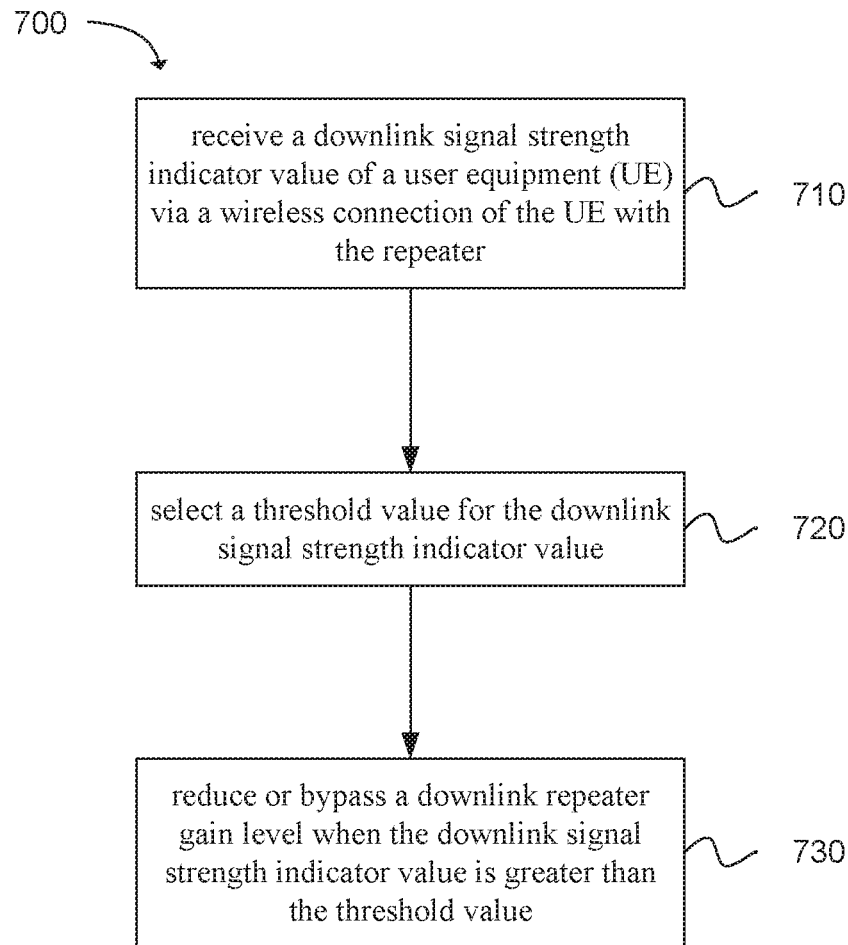 700
receive a downlink signal strength
indicator value of a user equipment (UE)
via a wireless connection of the UE with
the repeater
710
select a threshold value for the downlink
signal strength indicator value
720
reduce or bypass a downlink repeater
gain level when the downlink signal
strength indicator value is greater than
the threshold value
730